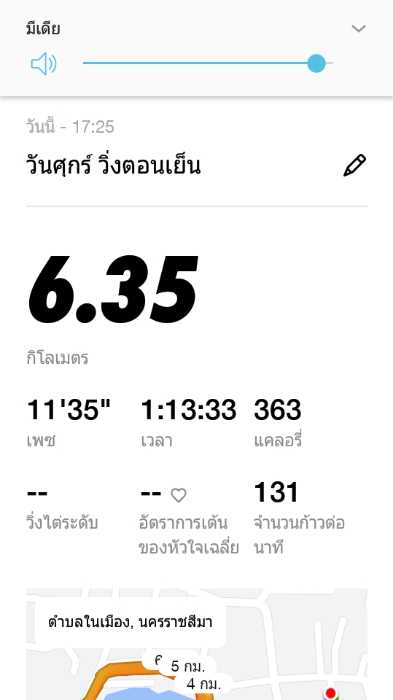 มีเดีย
วันนี้ - 17:25
วันศุกร์ วิ่งตอนเย็น
6.35
กิโลเมตร
11'35" 1:13:33 363
เพซ เวลา แคลอรี่
-- -- 131
วิ่งไต่ระดับ อัตราการเต้น จำนวนก้าวต่อ
ของหัวใจเฉลี่ย นาที
ตำบลในเมือง, นครราชสีมา
5 กม.
4 กม.